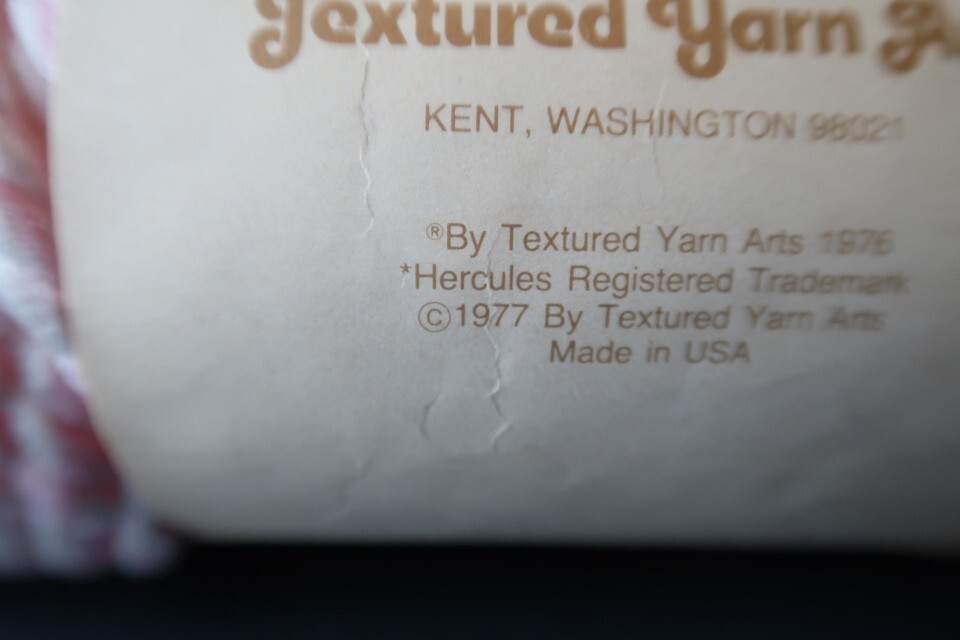 Textured Yarn
KENT, WASHINGTON 98021
®By Textured Yarn Arts 1976
*Hercules Registered Trademark
©1977 By Textured Yarn Arts
Made in USA